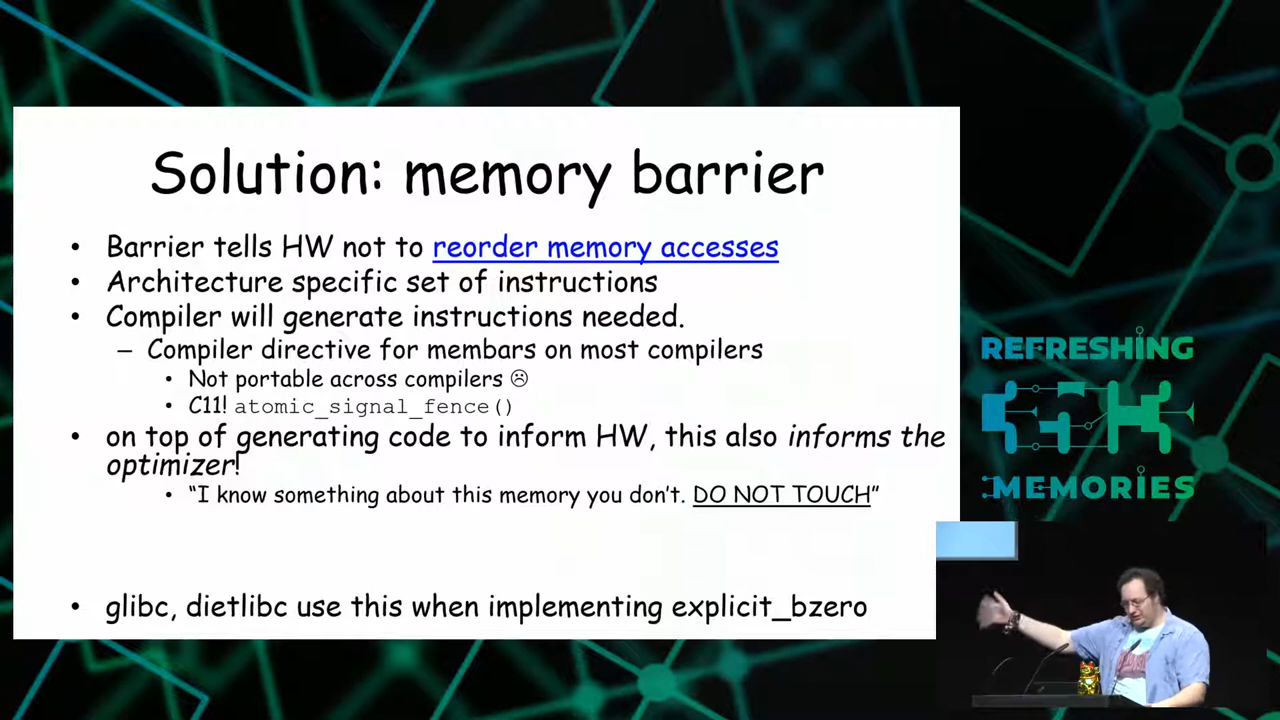 Solution: memory barrier
• Barrier tells HW not to reorder memory accesses
• Architecture specific set of instructions
• Compiler will generate instructions needed.
– Compiler directive for membars on most compilers
• Not portable across compilers ☹
• C11! atomic_signal_fence()
• on top of generating code to inform HW, this also informs the
optimizer!
• “I know something about this memory you don’t. DO NOT TOUCH”
• glibc, dietlibc use this when implementing explicit_bzero
REFRESHING
GPN
MEMORIES